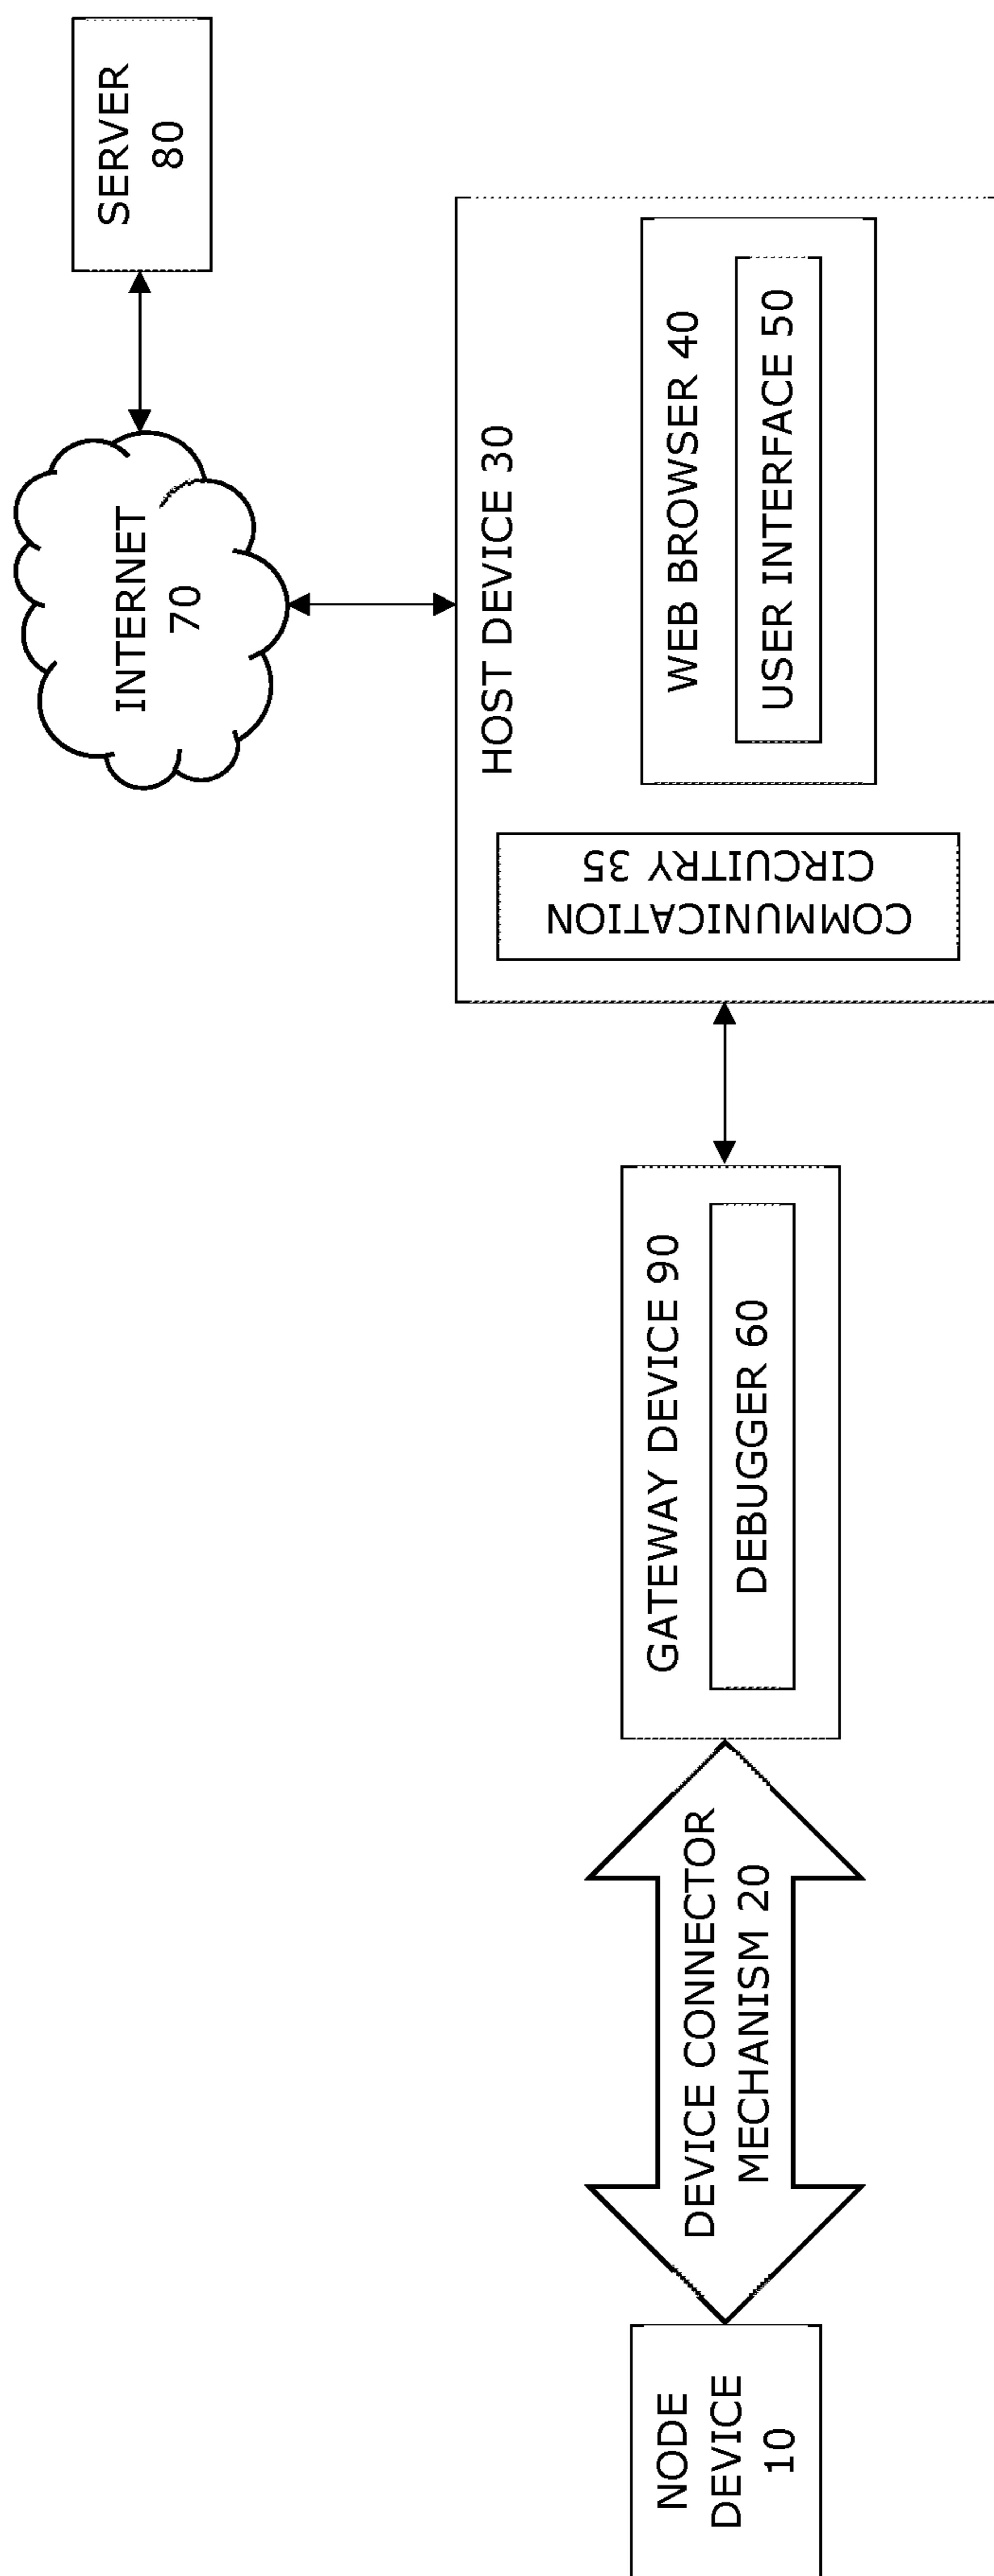 SERVER
80
INTERNET
70
HOST DEVICE 30
WEB BROWSER 40
USER INTERFACE 50
COMMUNICATION
CIRCUITRY 35
GATEWAY DEVICE 90
DEBUGGER 60
DEVICE CONNECTOR
MECHANISM 20
NODE
DEVICE
10